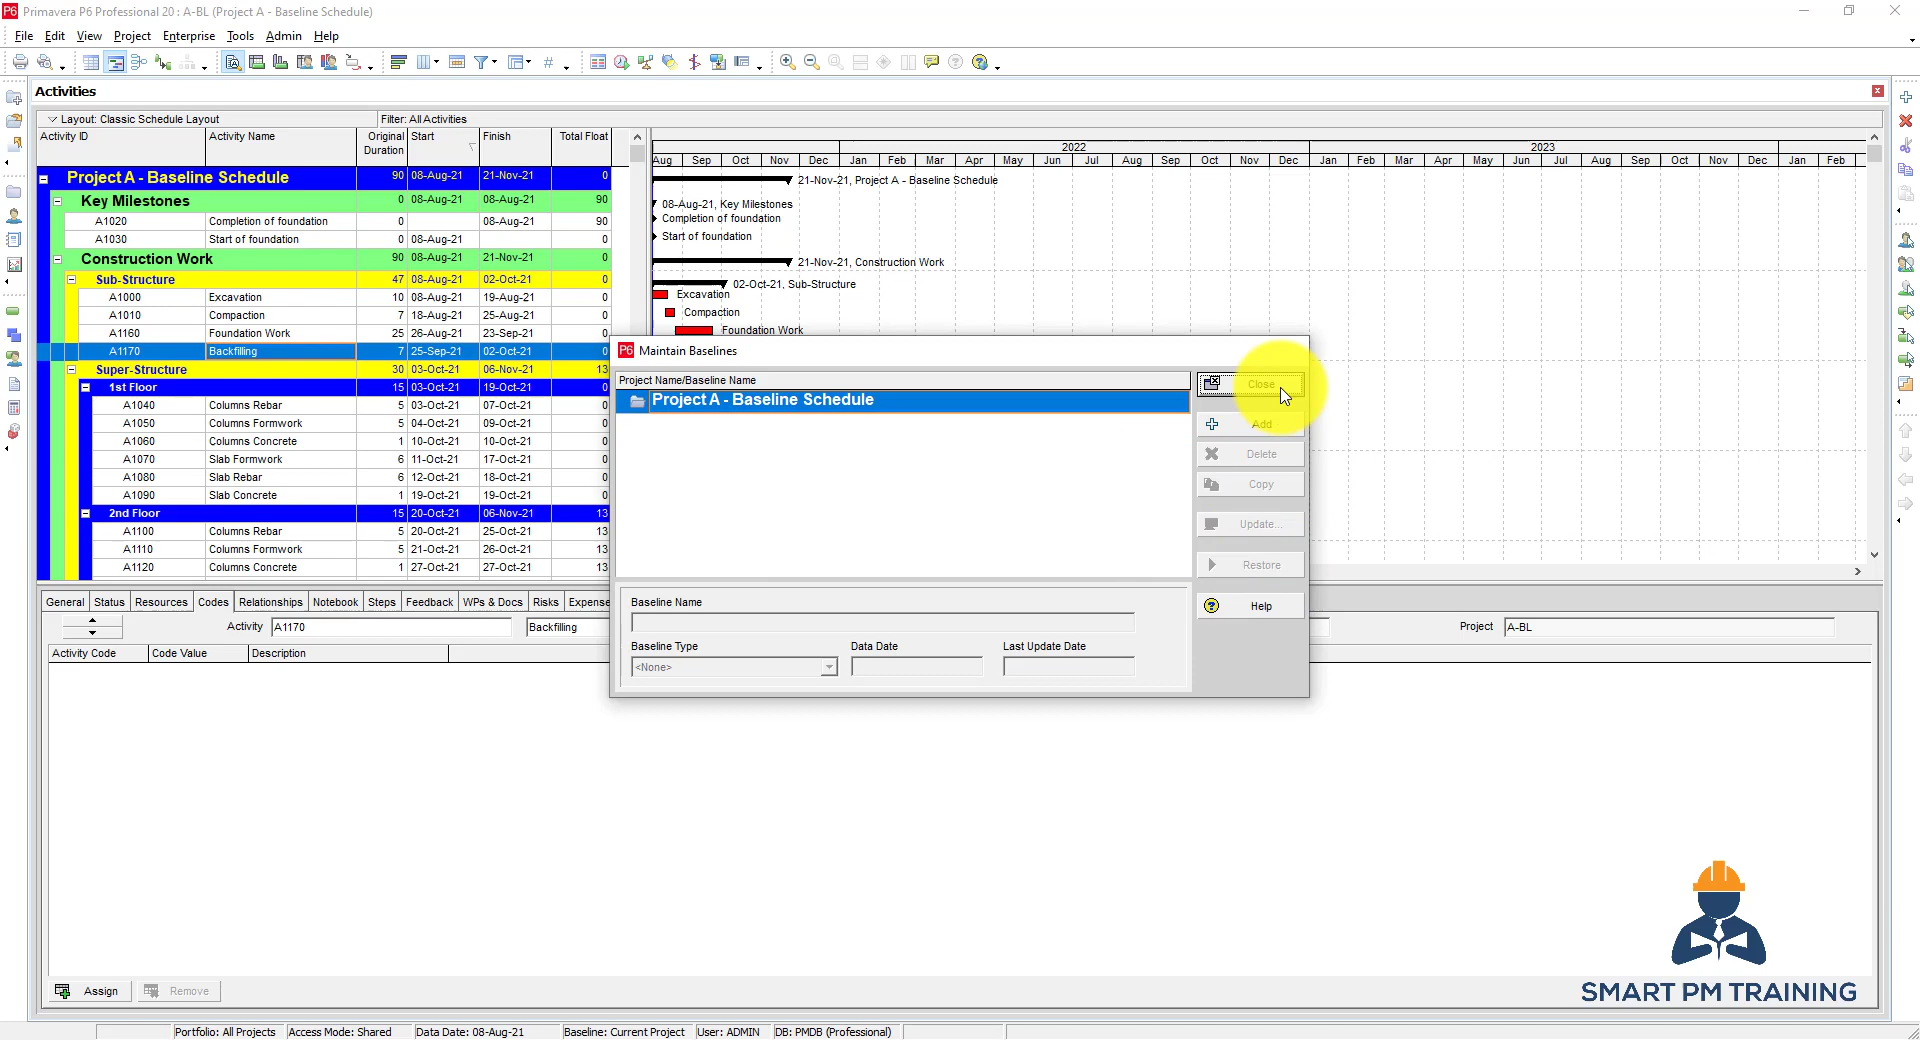 Primavera P6 Professional 20 : A-BL (Project A - Baseline Schedule)
File Edit View Project Enterprise Tools Admin Help
Activities
Layout: Classic Schedule Layout Filter: All Activities
Activity ID Activity Name Original Duration Start Finish Total Float
2022 2023
Aug Sep Oct Nov Dec Jan Feb Mar Apr May Jun Jul Aug Sep Oct Nov Dec Jan Feb Mar Apr May Jun Jul Aug Sep Oct Nov Dec Jan Feb
Project A - Baseline Schedule 90 08-Aug-21 21-Nov-21 0 21-Nov-21, Project A - Baseline Schedule
Key Milestones 0 08-Aug-21 08-Aug-21 90 08-Aug-21, Key Milestones
A1020 Completion of foundation 0 08-Aug-21 90 Completion of foundation
A1030 Start of foundation 0 08-Aug-21 0 Start of foundation
Construction Work 90 08-Aug-21 21-Nov-21 0 21-Nov-21, Construction Work
Sub-Structure 47 08-Aug-21 02-Oct-21 0 02-Oct-21, Sub-Structure
A1000 Excavation 10 08-Aug-21 19-Aug-21 0 Excavation
A1010 Compaction 7 18-Aug-21 25-Aug-21 0 Compaction
A1160 Foundation Work 25 26-Aug-21 23-Sep-21 0 Foundation Work
A1170 Backfilling 7 25-Sep-21 02-Oct-21 0
Super-Structure 30 03-Oct-21 06-Nov-21 13
1st Floor 15 03-Oct-21 19-Oct-21 0
A1040 Columns Rebar 5 03-Oct-21 07-Oct-21 0
A1050 Columns Formwork 5 04-Oct-21 09-Oct-21 0
A1060 Columns Concrete 1 10-Oct-21 10-Oct-21 0
A1070 Slab Formwork 6 11-Oct-21 17-Oct-21 0
A1080 Slab Rebar 6 12-Oct-21 18-Oct-21 0
A1090 Slab Concrete 1 19-Oct-21 19-Oct-21 0
2nd Floor 15 20-Oct-21 06-Nov-21 13
A1100 Columns Rebar 5 20-Oct-21 25-Oct-21 13
A1110 Columns Formwork 5 21-Oct-21 26-Oct-21 13
A1120 Columns Concrete 1 27-Oct-21 27-Oct-21 13
P6 Maintain Baselines
Project Name/Baseline Name
Project A - Baseline Schedule
Close
Add
Delete
Copy
Update...
Restore
Help
Baseline Name
Baseline Type Data Date Last Update Date
<None>
General Status Resources Codes Relationships Notebook Steps Feedback WPs & Docs Risks Expense
Activity A1170 Backfilling Project A-BL
Activity Code Code Value Description
Assign Remove
SMART PM TRAINING
Portfolio: All Projects Access Mode: Shared Data Date: 08-Aug-21 Baseline: Current Project User: ADMIN DB: PMDB (Professional)